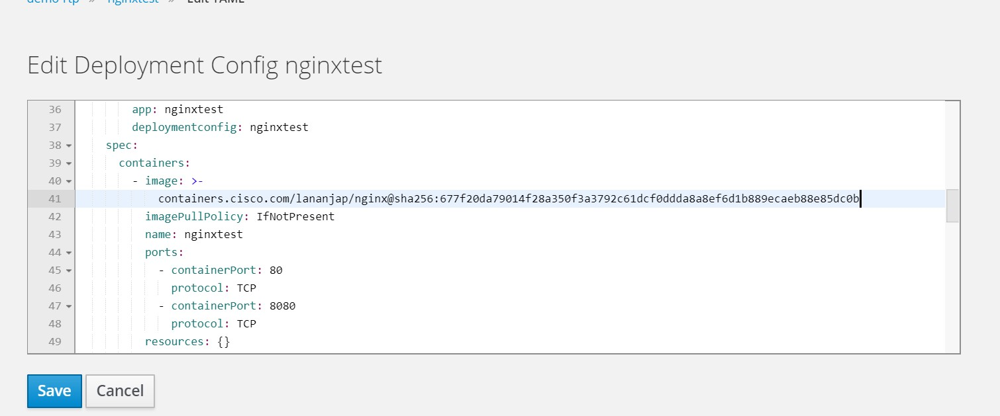 demo-rtp » nginxtest » Edit YAML
Edit Deployment Config nginxtest
36 app: nginxtest
37 deploymentconfig: nginxtest
38 spec:
39 containers:
40 - image: >-
41 containers.cisco.com/lananjap/nginx@sha256:677f20da79014f28a350f3a3792c61dcf0ddda8a8ef6d1b889ecaeb88e85dc0b
42 imagePullPolicy: IfNotPresent
43 name: nginxtest
44 ports:
45 - containerPort: 80
46 protocol: TCP
47 - containerPort: 8080
48 protocol: TCP
49 resources: {}
Save Cancel